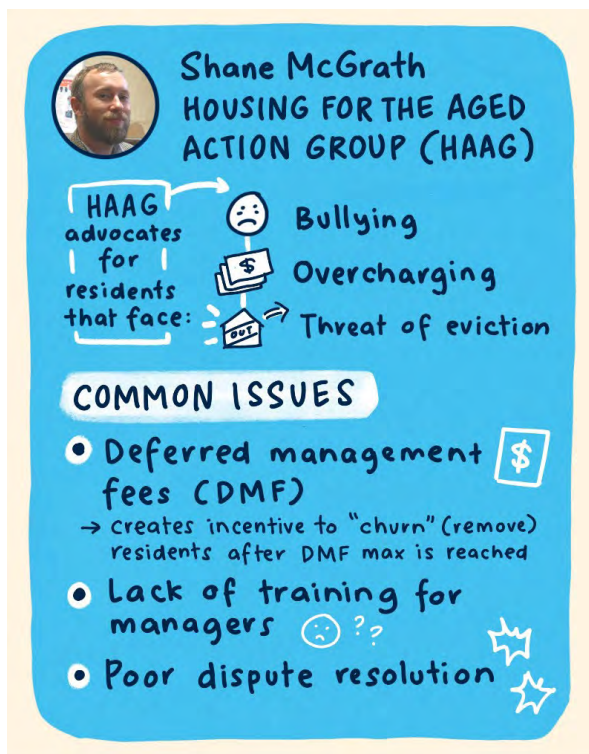 Shane McGrath
HOUSING FOR THE AGED
ACTION GROUP (HAAG)
HAAG
advocates
for
residents
that face:
Bullying
$
Overcharging
OUT
Threat of eviction
COMMON ISSUES
• Deferred management
fees (DMF)
$
→ creates incentive to "churn" (remove)
residents after DMF max is reached
• Lack of training for
managers
??
• Poor dispute resolution